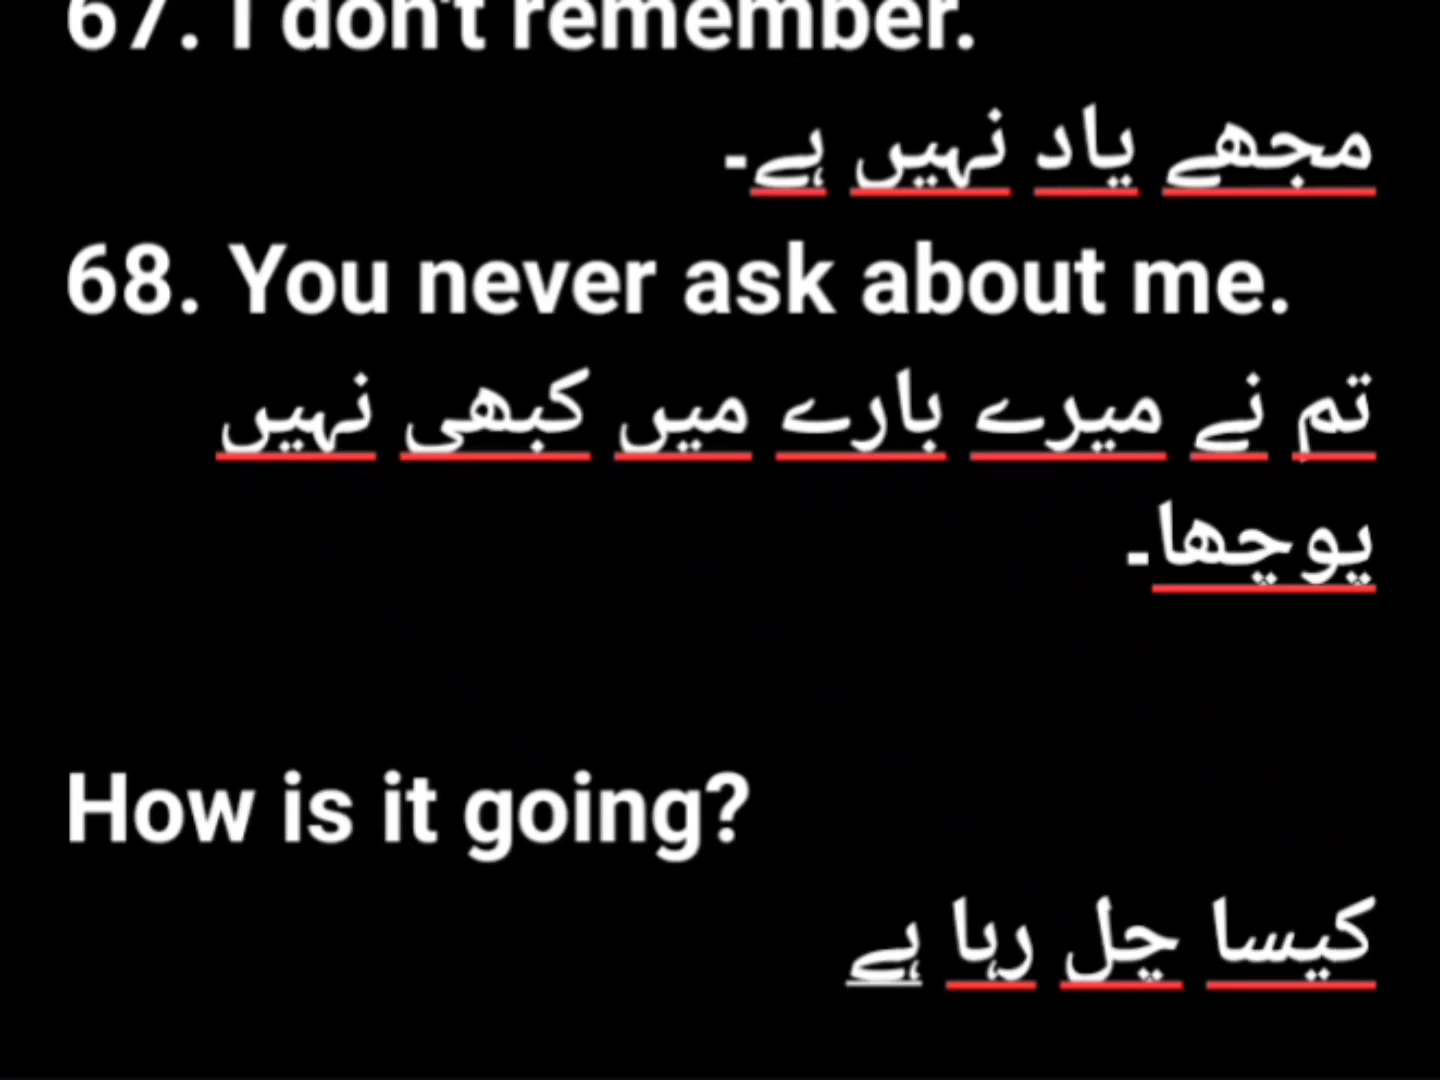 67. I don't remember.
مجھے یاد نہیں ہے۔
68. You never ask about me.
تم نے میرے بارے میں کبھی نہیں
پوچھا۔
How is it going?
کیسا چل رہا ہے